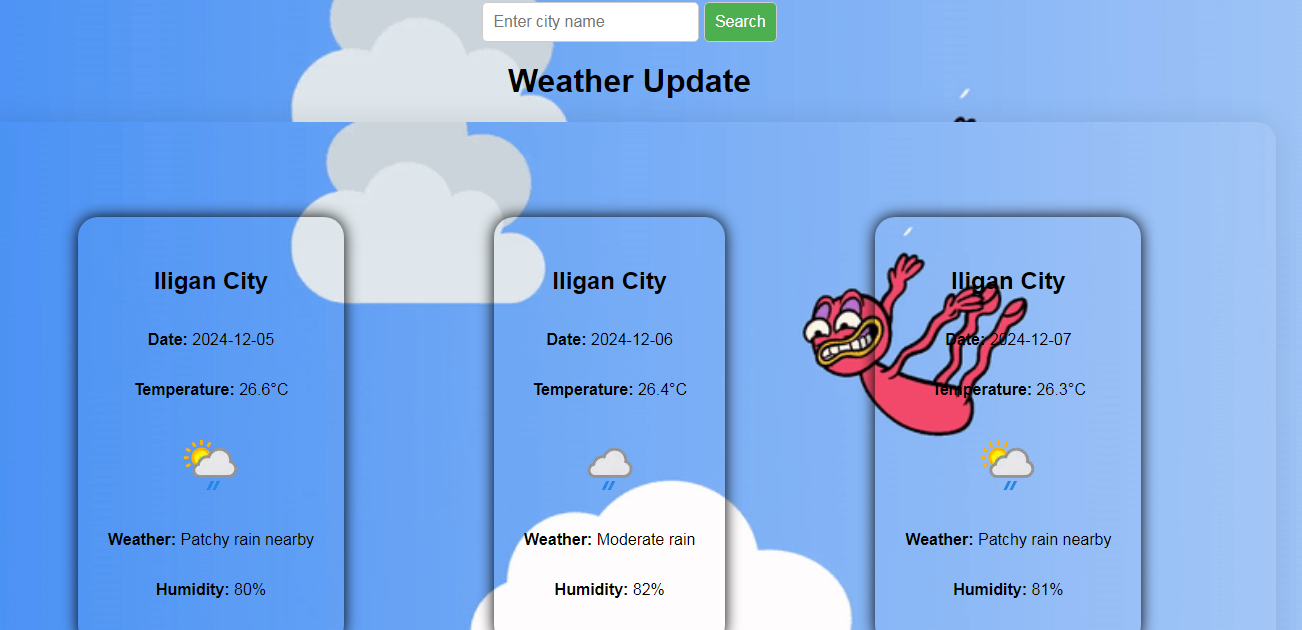 Enter city name
Search
Weather Update
Iligan City
Date: 2024-12-05
Temperature: 26.6°C
Weather: Patchy rain nearby
Humidity: 80%
Iligan City
Date: 2024-12-06
Temperature: 26.4°C
Weather: Moderate rain
Humidity: 82%
Iligan City
Date: 2024-12-07
Temperature: 26.3°C
Weather: Patchy rain nearby
Humidity: 81%